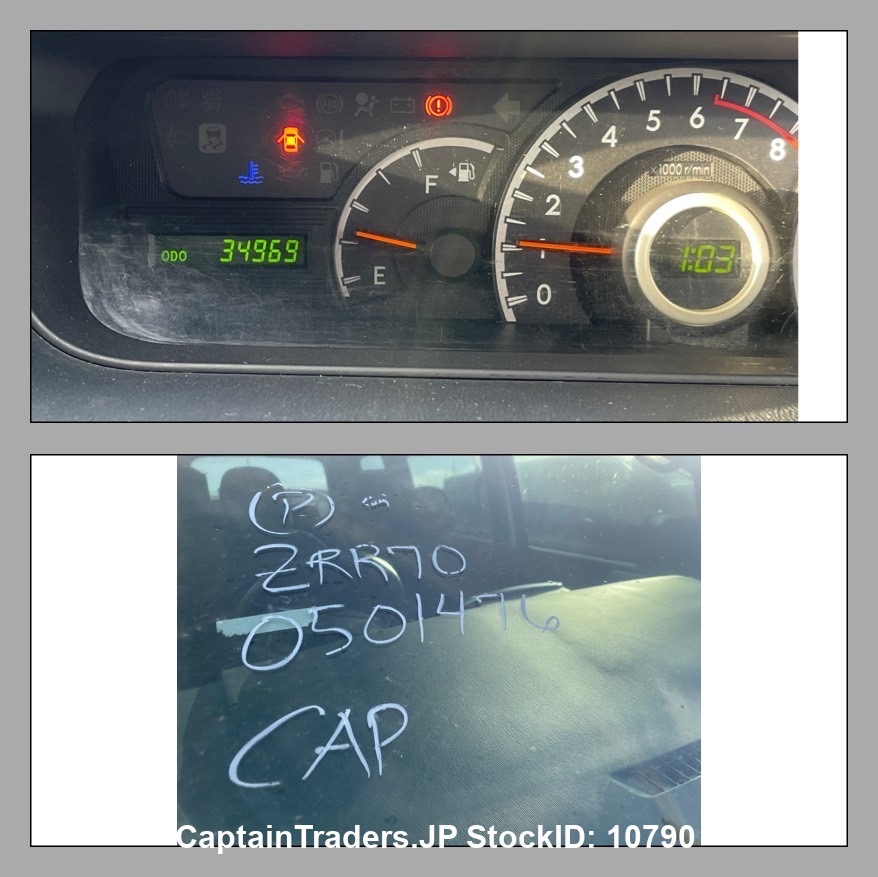 4 5 6 7 8
3
2
1
0
x1000 r/min
F
E
ODO 34969
1:03
(P)
ZRR70
0501476
CAP
CaptainTraders.JP StockID: 10790